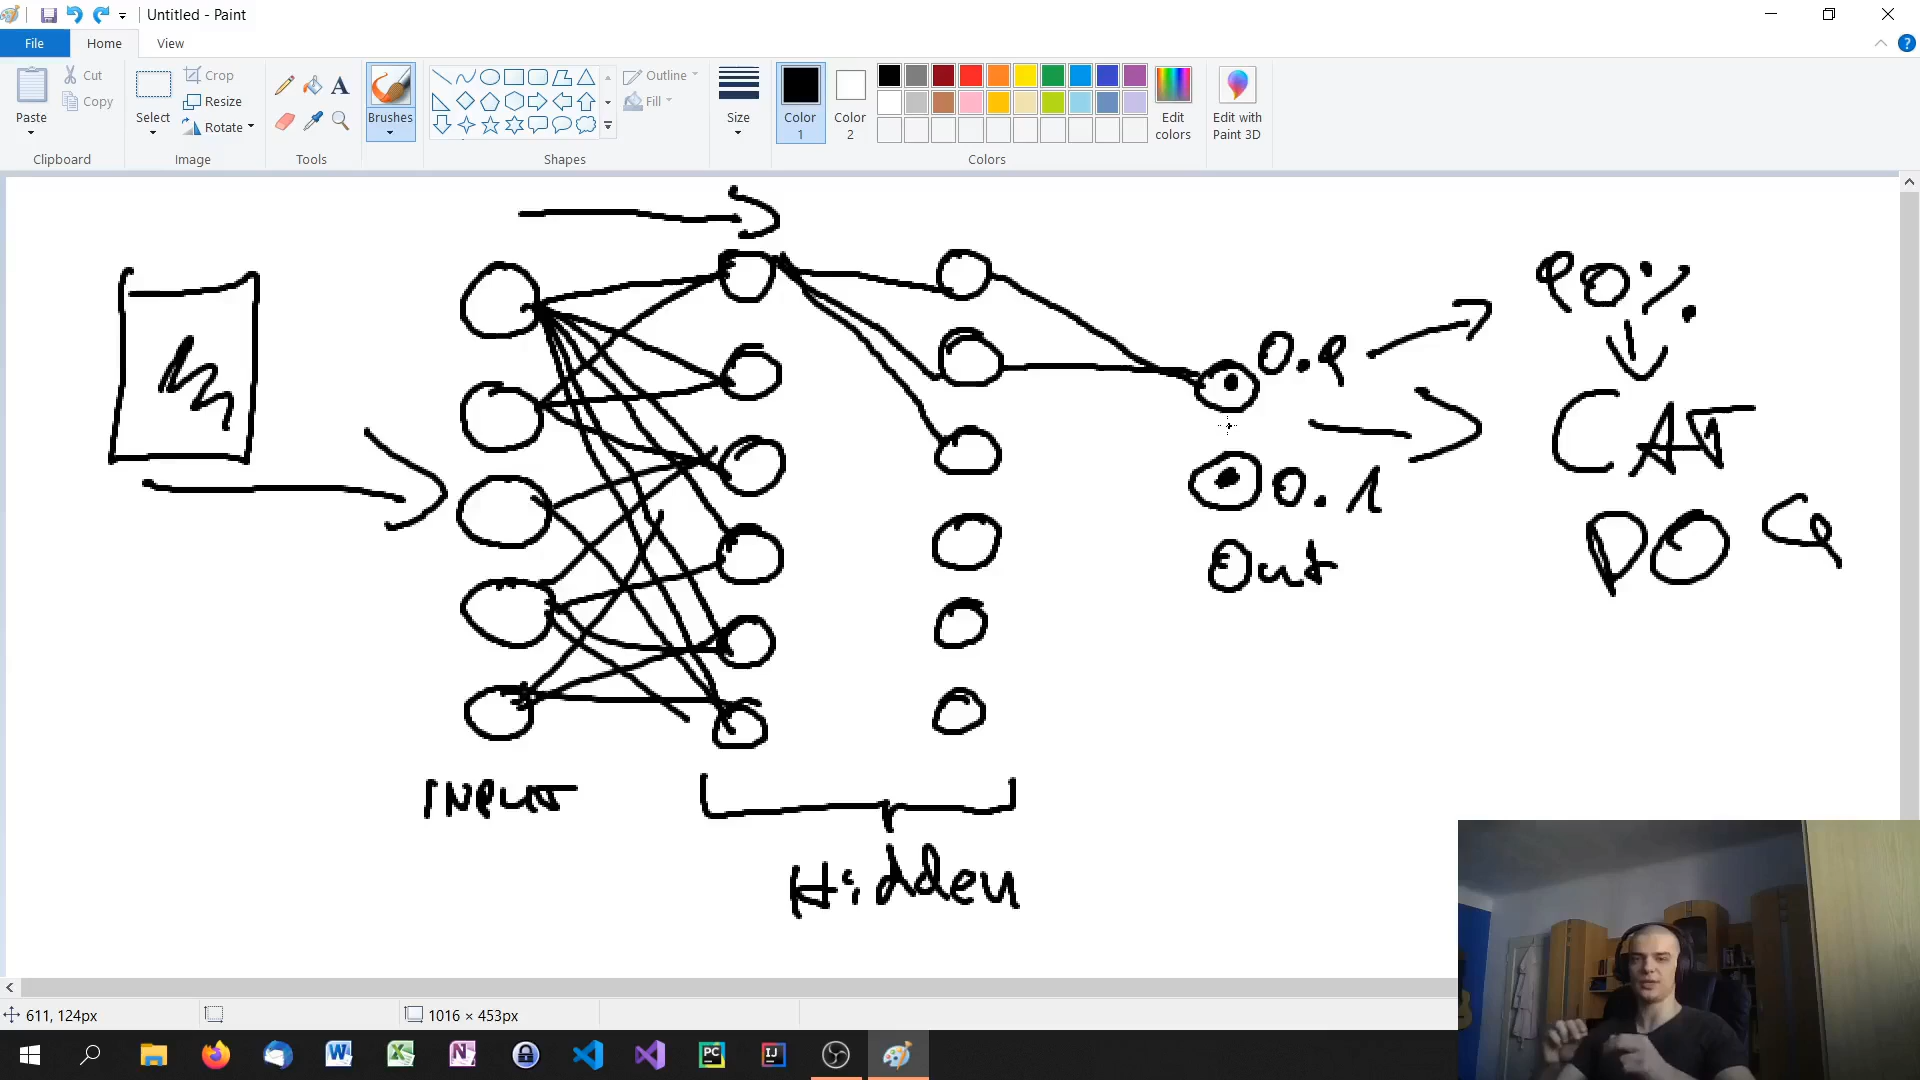 Untitled - Paint
File Home View
Paste
Cut
Copy
Clipboard
Select
Crop
Resize
Rotate
Image
Tools
Brushes
Shapes
Outline
Fill
Size
Color 1
Color 2
Colors
Edit colors
Edit with Paint 3D
90%
0.9
CAT
0.1
DOG
Out
INPUT
Hidden
611, 124px
1016 × 453px